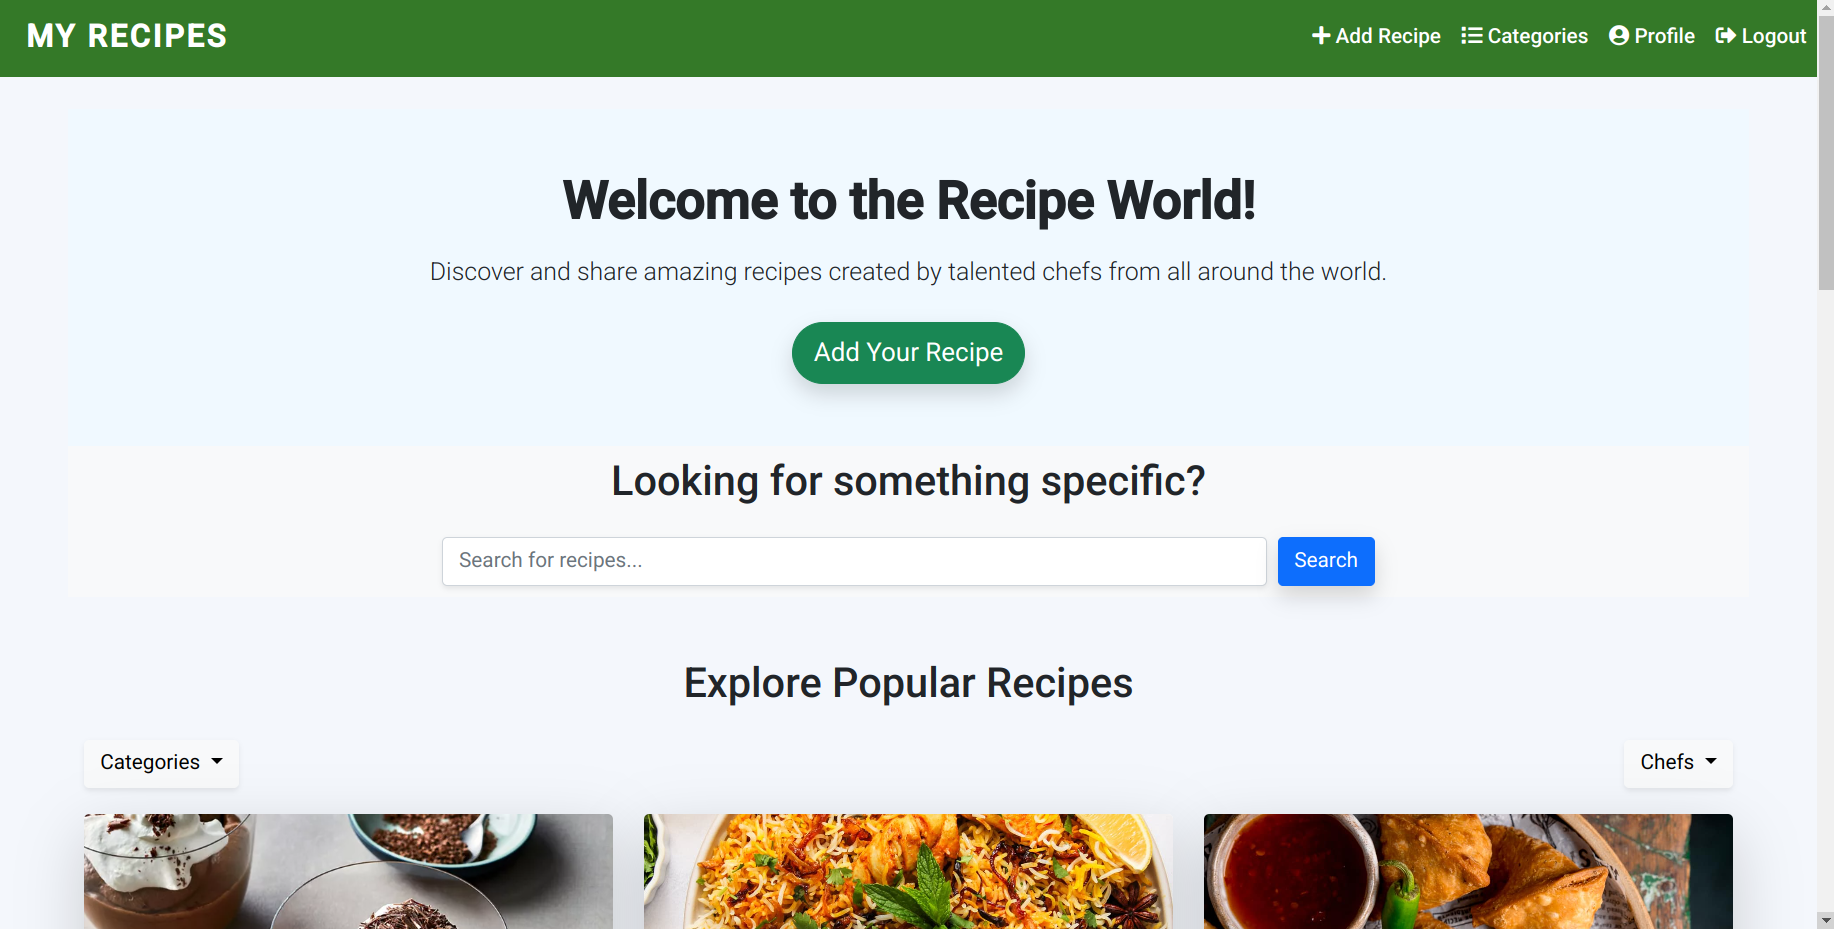 MY RECIPES
Add Recipe Categories Profile Logout
Welcome to the Recipe World!
Discover and share amazing recipes created by talented chefs from all around the world.
Add Your Recipe
Looking for something specific?
Search for recipes... Search
Explore Popular Recipes
Categories Chefs